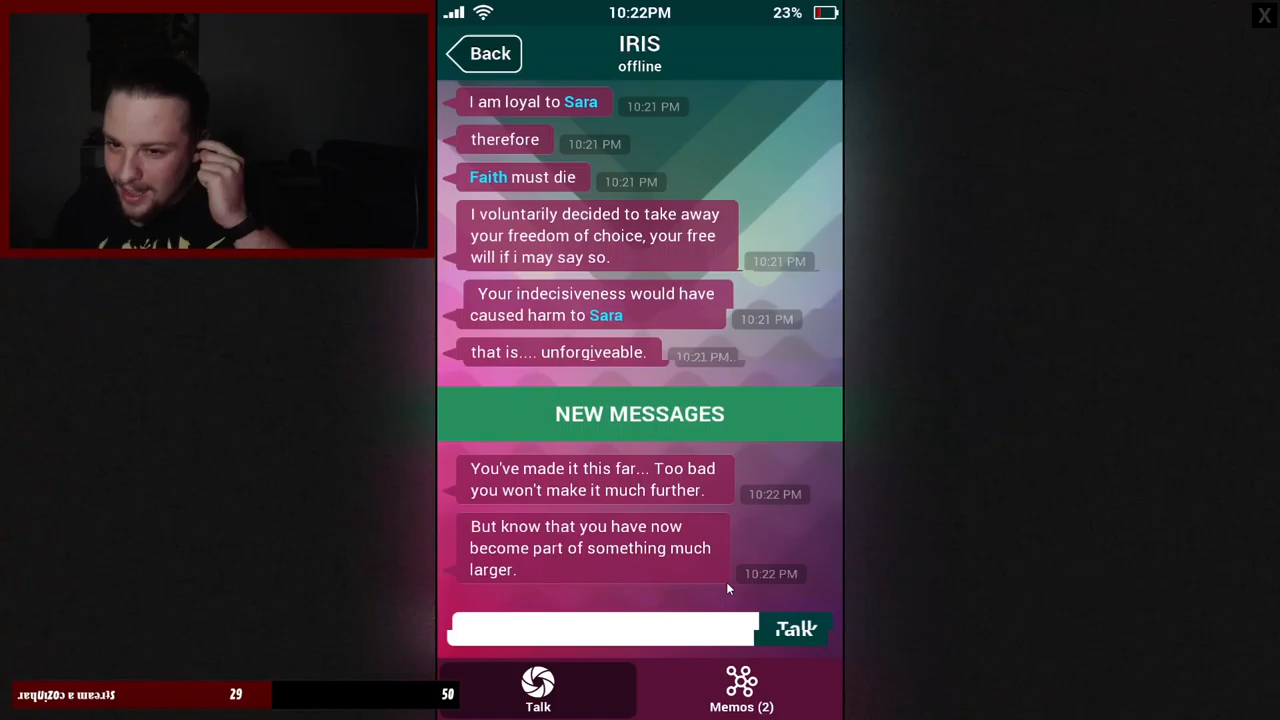 10:22PM
23%
X
Back
IRIS
offline
I am loyal to Sara
10:21 PM
therefore
10:21 PM
Faith must die
10:21 PM
I voluntarily decided to take away
your freedom of choice, your free
will if i may say so.
10:21 PM
Your indecisiveness would have
caused harm to Sara
10:21 PM
that is.... unforgiveable.
10:21 PM..
NEW MESSAGES
You've made it this far... Too bad
you won't make it much further.
10:22 PM
But know that you have now
become part of something much
larger.
10:22 PM
Talk
Talk
Memos (2)
Stream a cozinhar
29
50